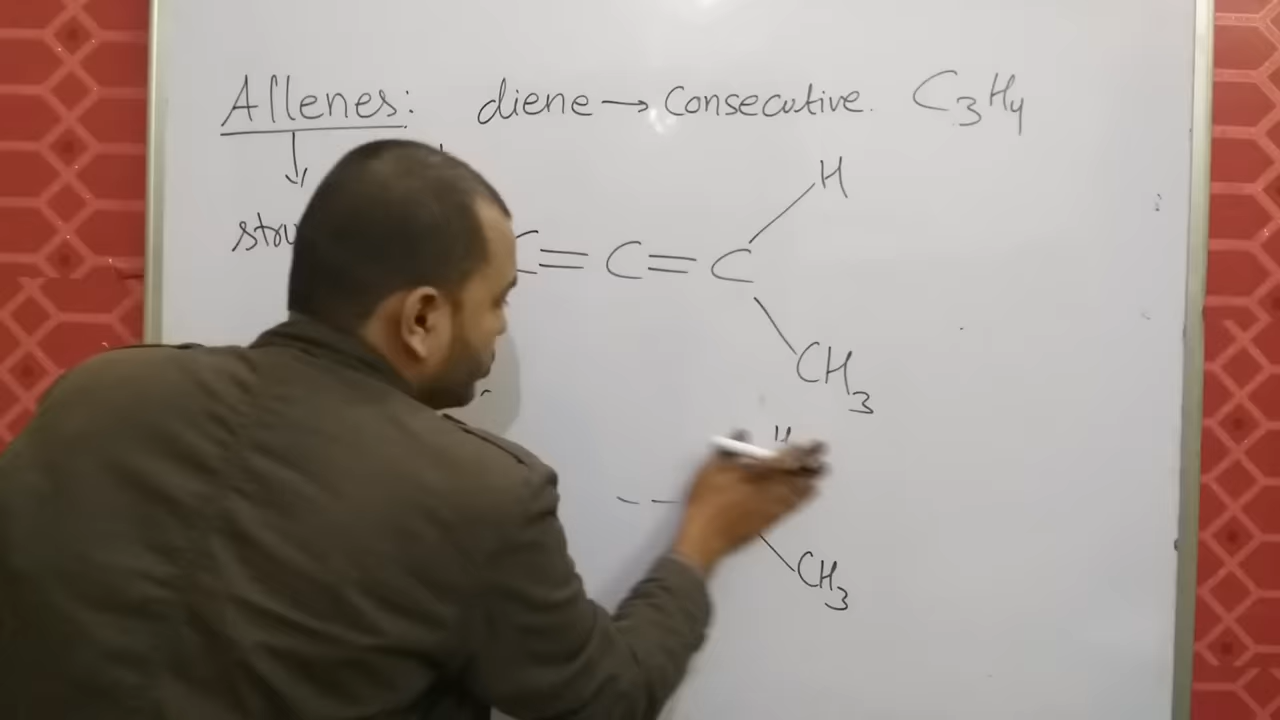 Allenes: diene → Consecutive. C3H4
H
C=C=C
CH3
H
CH3